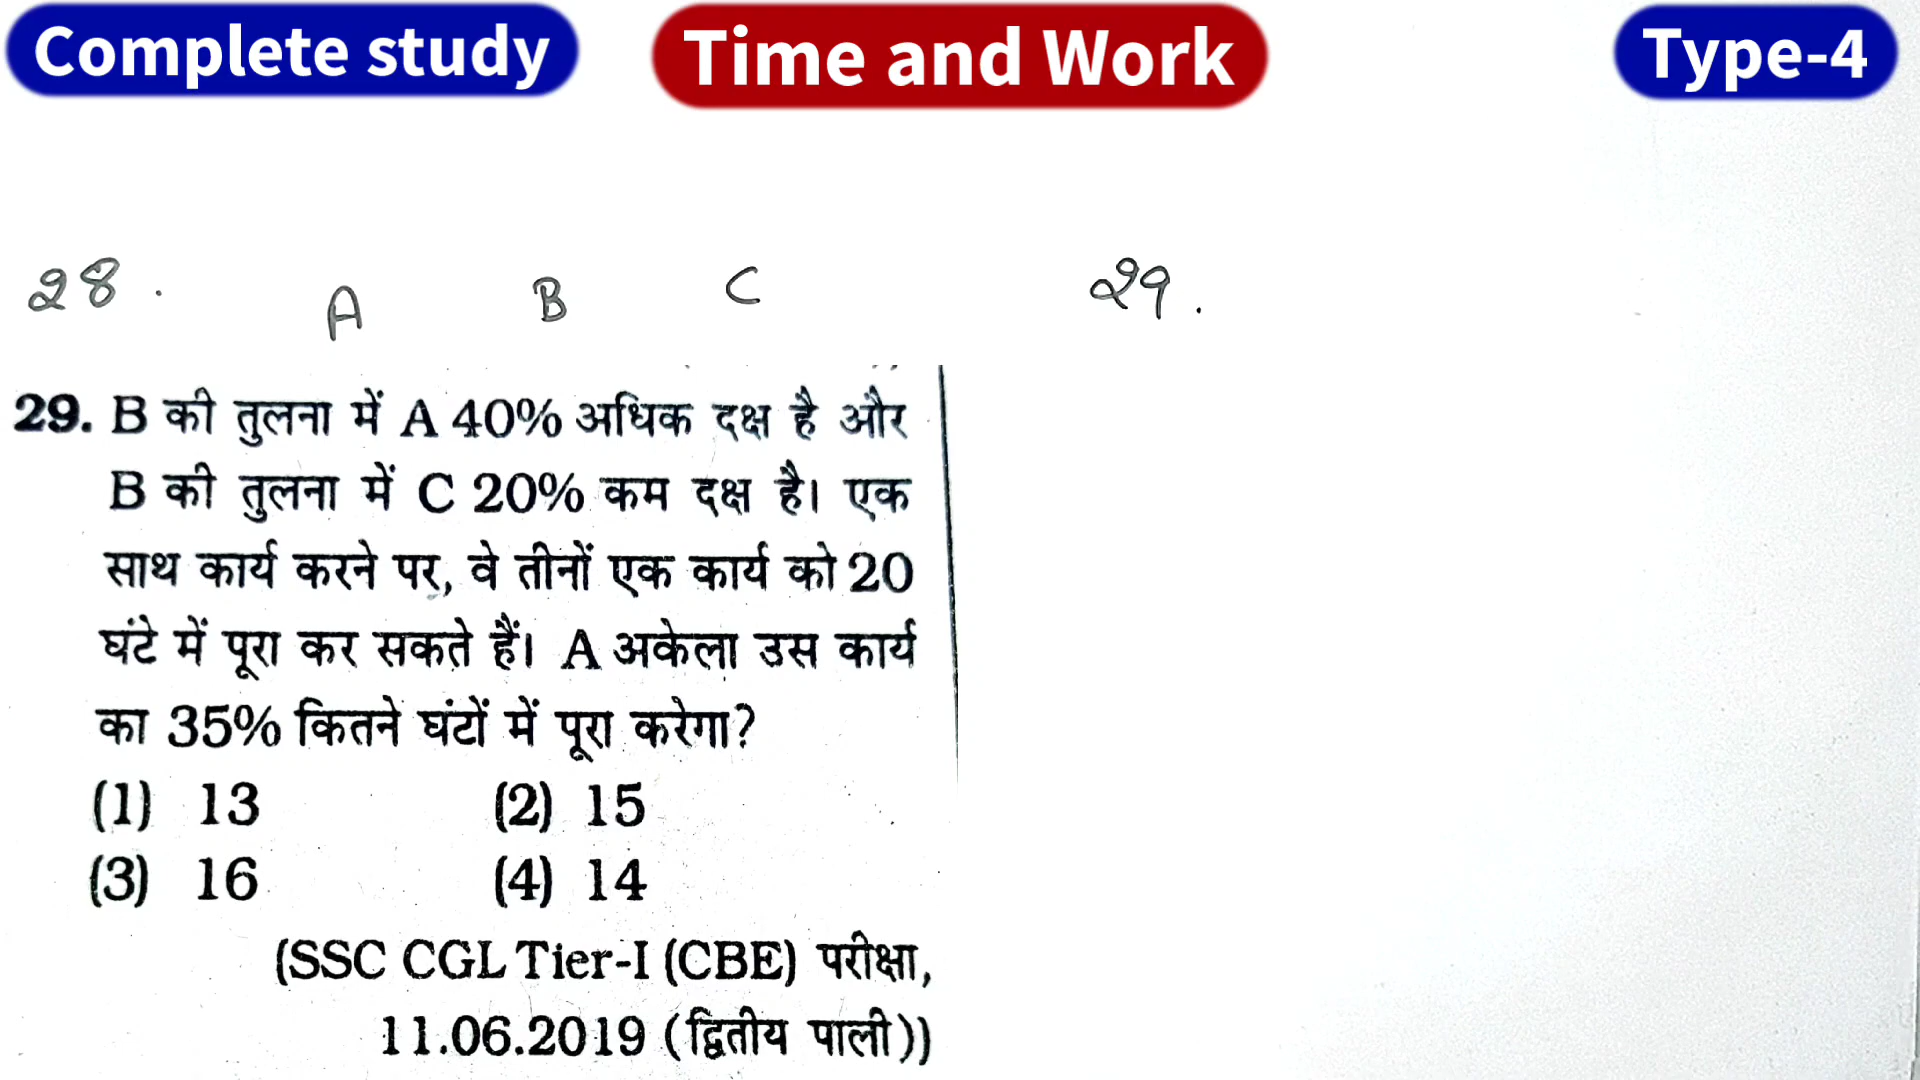 Complete study
Time and Work
Type-4
28. A B C
29.
29. B की तुलना में A 40% अधिक दक्ष है और
B की तुलना में C 20% कम दक्ष है। एक
साथ कार्य करने पर, वे तीनों एक कार्य को 20
घंटे में पूरा कर सकते हैं। A अकेला उस कार्य
का 35% कितने घंटों में पूरा करेगा?
(1) 13 (2) 15
(3) 16 (4) 14
(SSC CGL Tier-I (CBE) परीक्षा,
11.06.2019 (द्वितीय पाली))